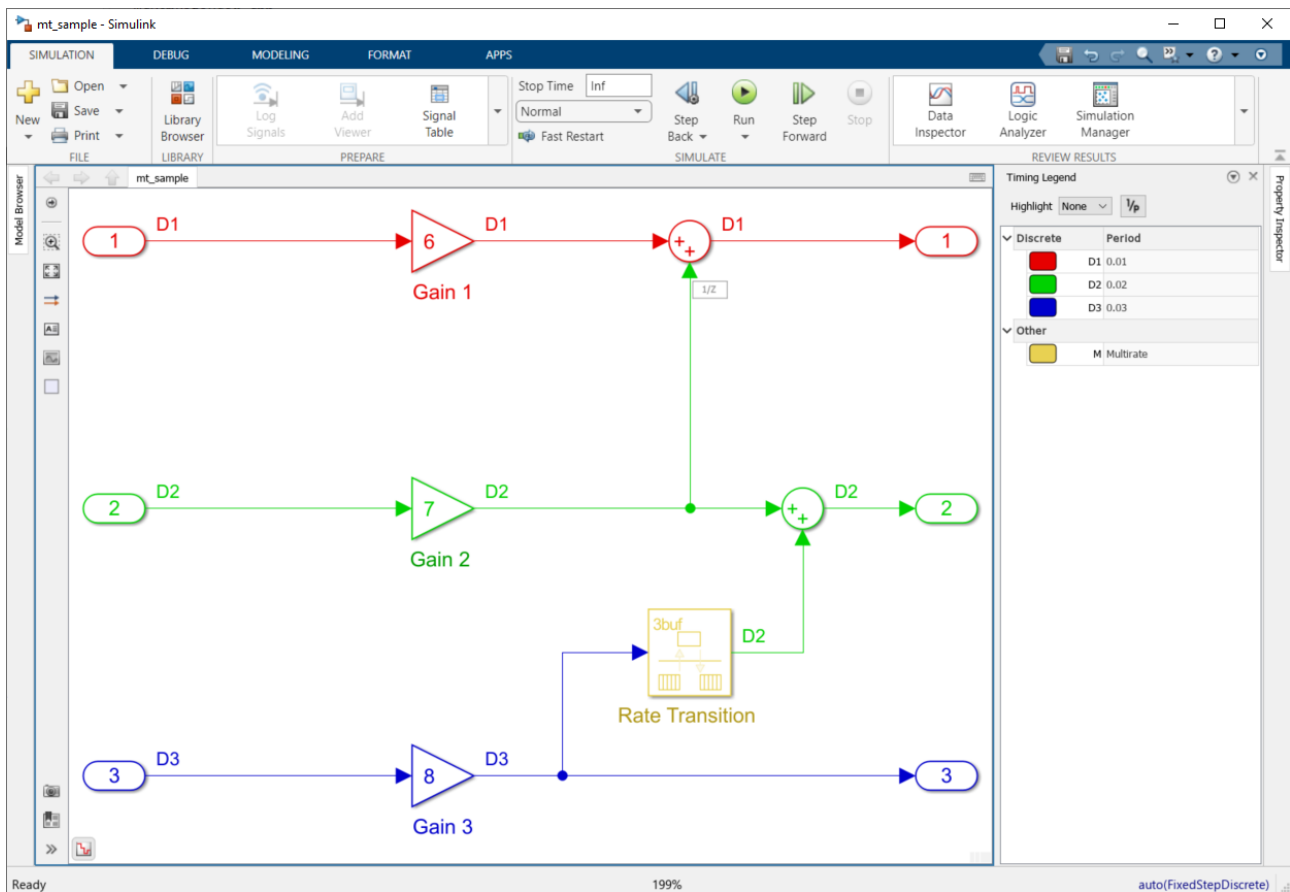 mt_sample - Simulink
SIMULATION DEBUG MODELING FORMAT APPS
New
Open
Save
Print
FILE
Library
Browser
LIBRARY
Log
Signals
Add
Viewer
Signal
Table
PREPARE
Stop Time Inf
Normal
Fast Restart
Step
Back
Run
Step
Forward
Stop
SIMULATE
Data
Inspector
Logic
Analyzer
Simulation
Manager
REVIEW RESULTS
Model Browser
mt_sample
1 D1 6 D1 + + D1 1
Gain 1
1/Z
2 D2 7 D2 + + D2 2
Gain 2
3buf
D2
Rate Transition
3 D3 8 D3 3
Gain 3
Timing Legend
Highlight None 1/P
Discrete Period
D1 0.01
D2 0.02
D3 0.03
Other
M Multirate
Property Inspector
Ready 199% auto(FixedStepDiscrete)